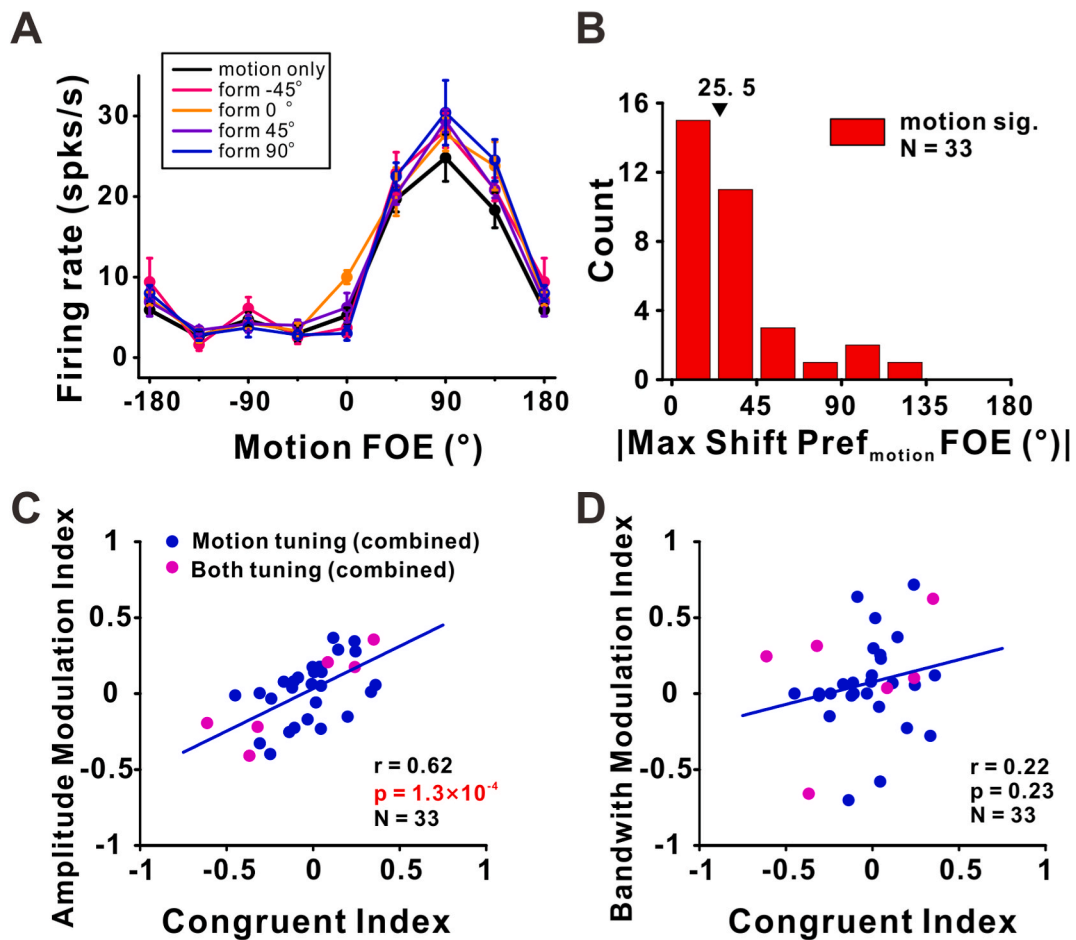 A
motion only
form -45°
form 0 °
form 45°
form 90°
Firing rate (spks/s)
30
20
10
0
-180
-90
0
90
180
Motion FOE (°)
B
25. 5
motion sig.
N = 33
Count
16
12
8
4
0
0
45
90
135
180
|Max Shift Prefmotion FOE (°)|
C
Motion tuning (combined)
Both tuning (combined)
Amplitude Modulation Index
1
0.5
0
-0.5
-1
r = 0.62
p = 1.3×10⁻⁴
N = 33
-1
-0.5
0
0.5
1
Congruent Index
D
Bandwith Modulation Index
1
0.5
0
-0.5
-1
r = 0.22
p = 0.23
N = 33
-1
-0.5
0
0.5
1
Congruent Index